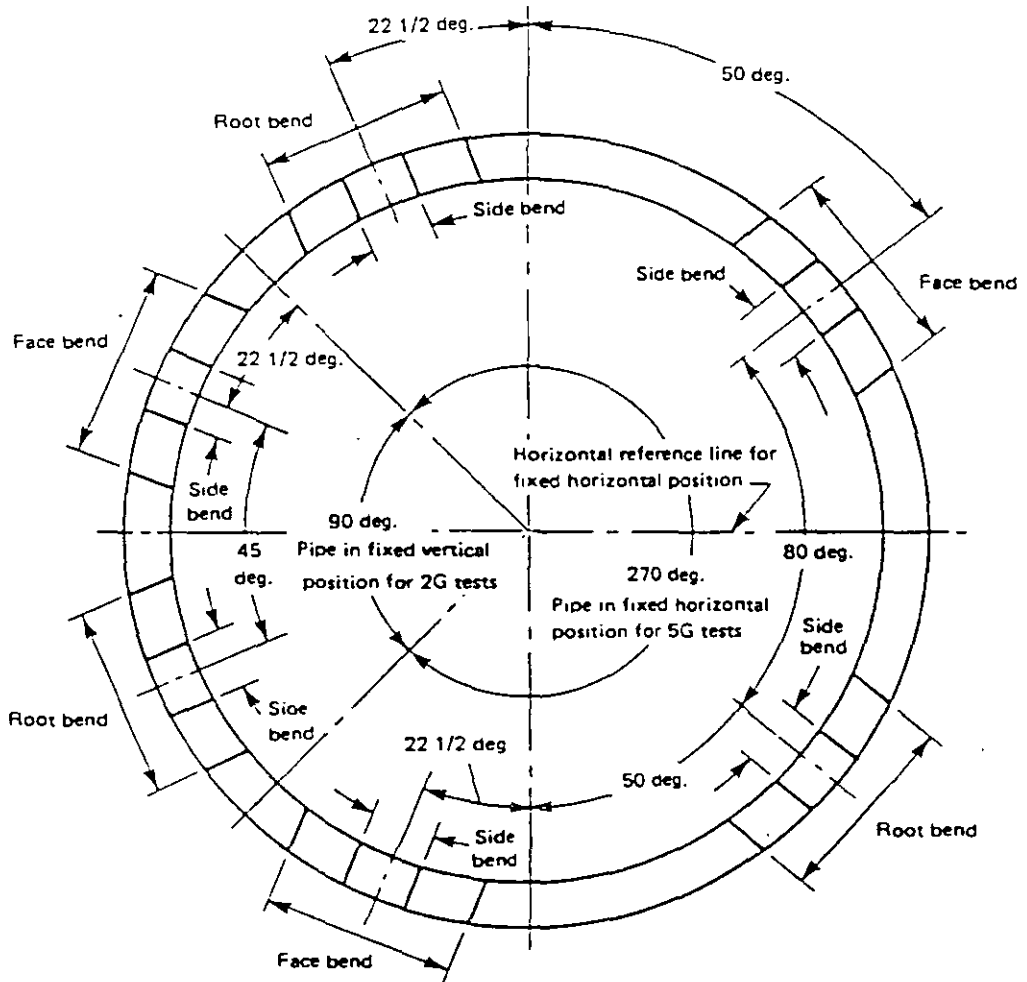 22 1/2 deg.
50 deg.
Root bend
Side bend
Side bend
Face bend
Face bend
22 1/2 deg.
Horizontal reference line for
fixed horizontal position
Side
bend
90 deg.
45
deg.
Pipe in fixed vertical
position for 2G tests
80 deg.
270 deg.
Pipe in fixed horizontal
position for 5G tests
Side
bend
Root bend
Side
bend
22 1/2 deg
50 deg.
Side
bend
Root bend
Face bend